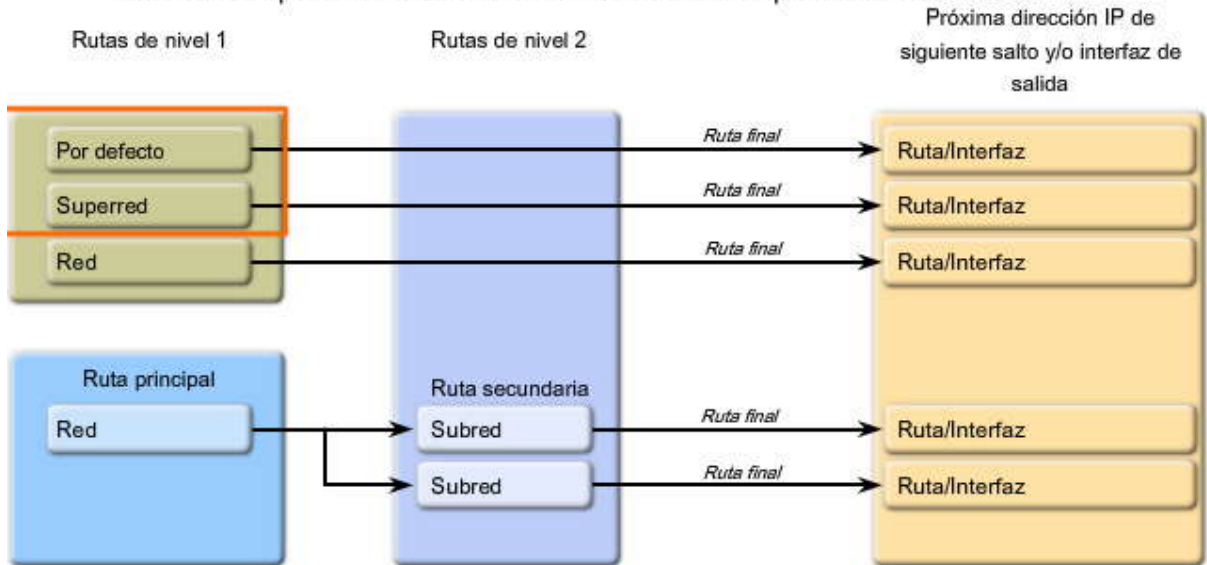 Rutas de nivel 1
Rutas de nivel 2
Próxima dirección IP de
siguiente salto y/o interfaz de
salida
Por defecto
Ruta final
Ruta/Interfaz
Superred
Ruta final
Ruta/Interfaz
Red
Ruta final
Ruta/Interfaz
Ruta principal
Ruta secundaria
Red
Subred
Ruta final
Ruta/Interfaz
Subred
Ruta final
Ruta/Interfaz